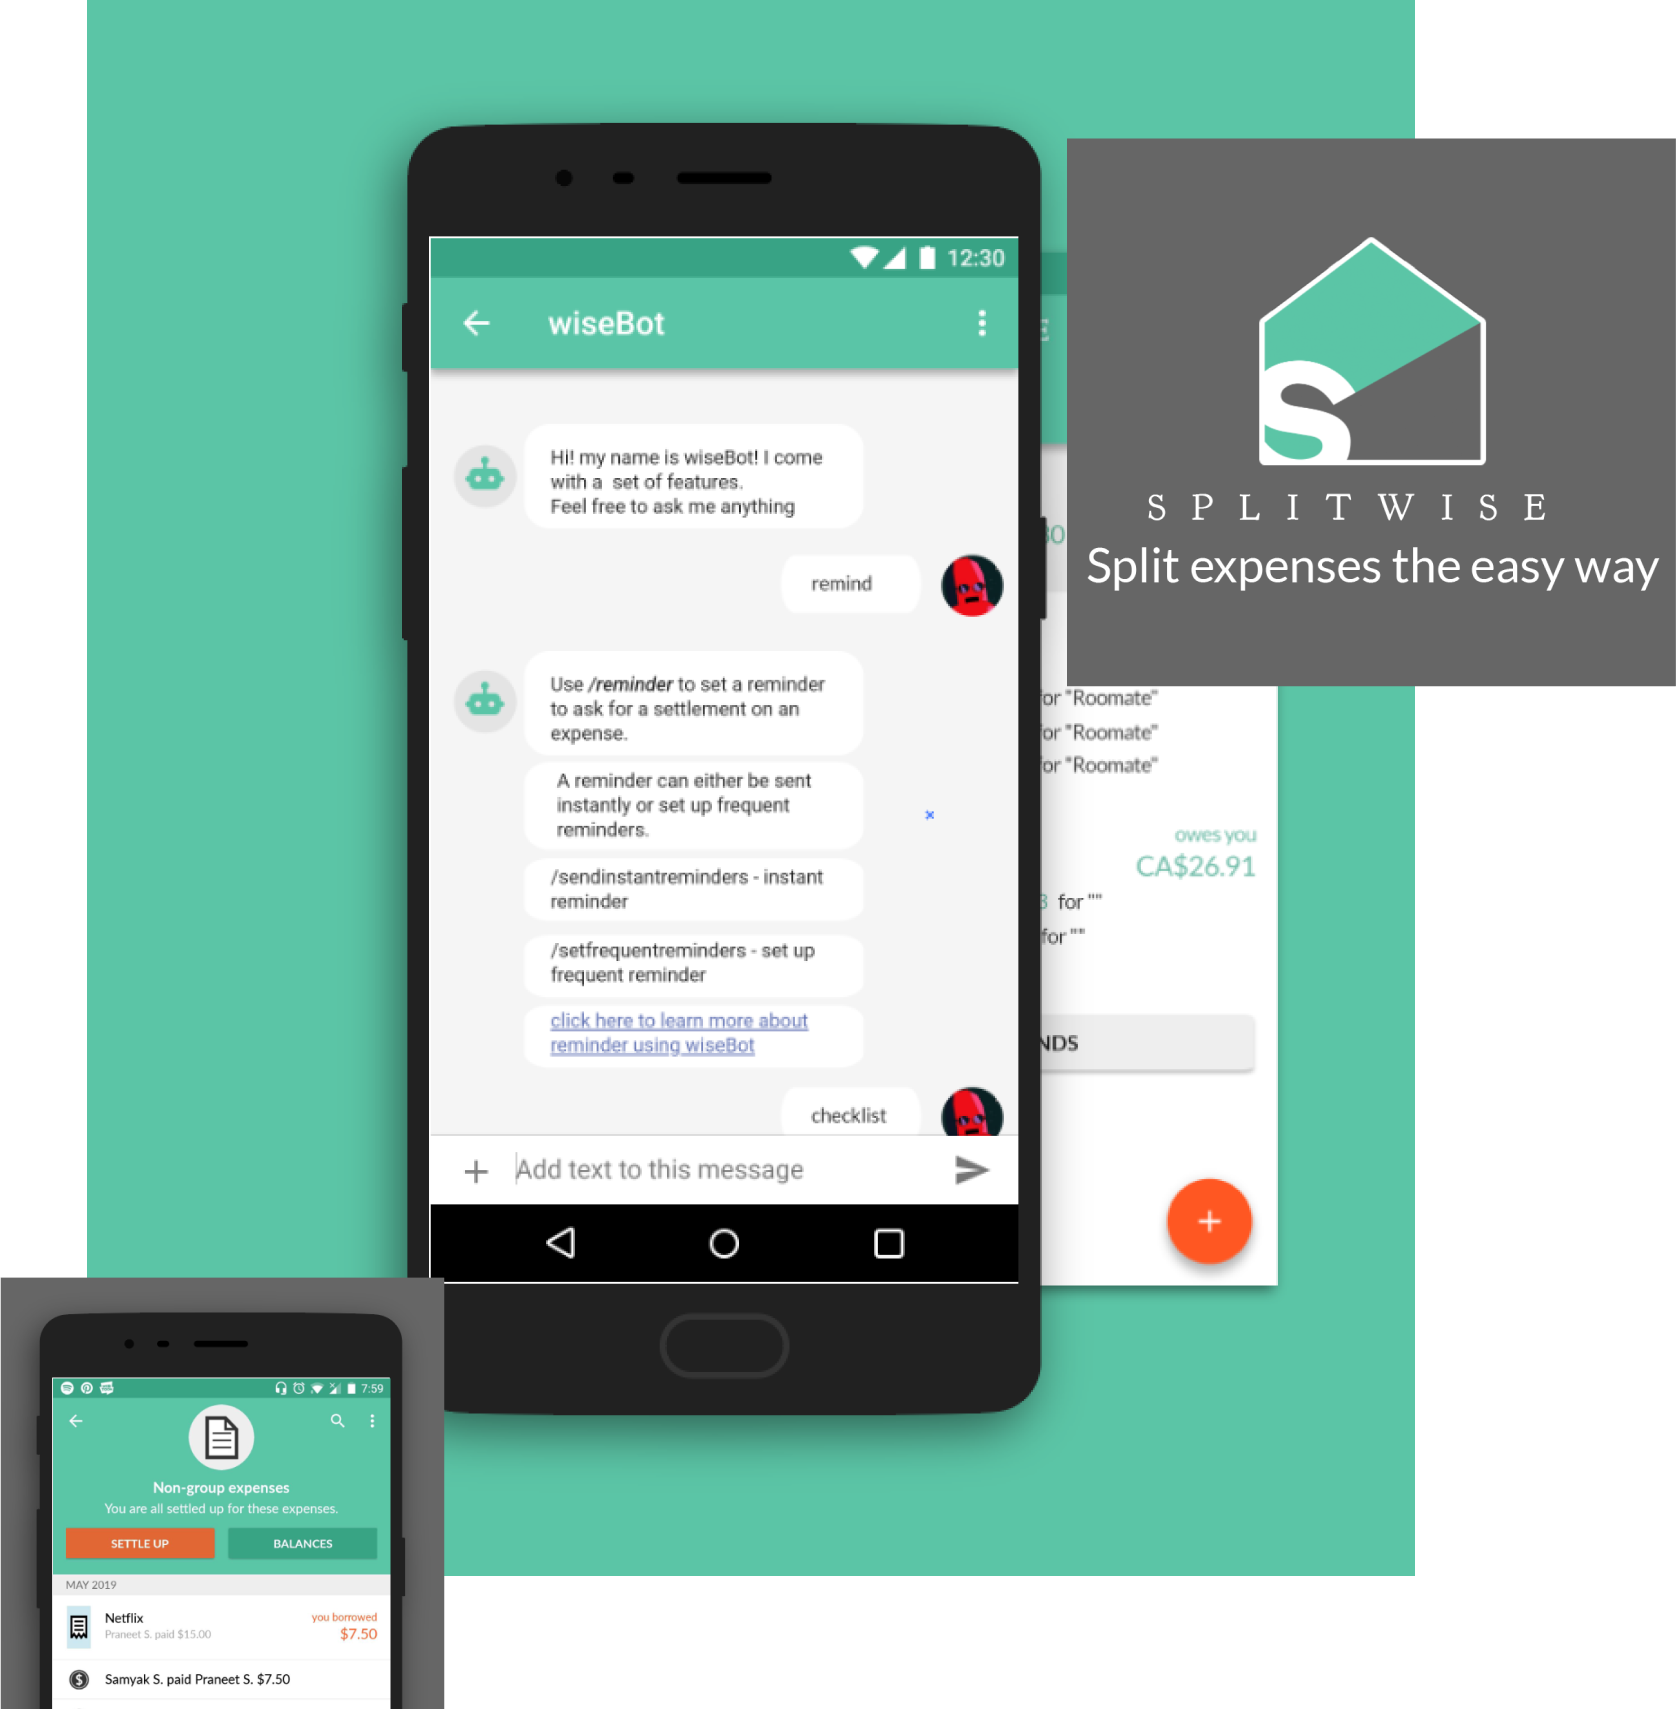 12:30
wiseBot
Hi! my name is wiseBot! I come
with a set of features.
Feel free to ask me anything
remind
Use /reminder to set a reminder
to ask for a settlement on an
expense.
A reminder can either be sent
instantly or set up frequent
reminders.
/sendinstantreminders - instant
reminder
/setfrequentreminders - set up
frequent reminder
click here to learn more about
reminder using wiseBot
checklist
Add text to this message
SPLITWISE
Split expenses the easy way
or "Roomate"
or "Roomate"
or "Roomate"
owes you
CA$26.91
for ""
for ""
NDS
7:59
Non-group expenses
You are all settled up for these expenses.
SETTLE UP
BALANCES
MAY 2019
Netflix
you borrowed
Praneet S. paid $15.00
$7.50
Samyak S. paid Praneet S. $7.50